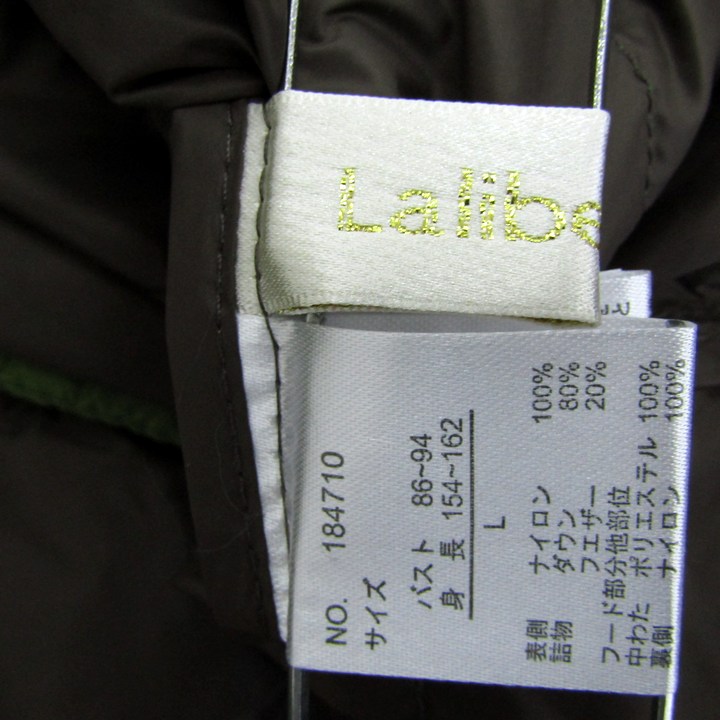 Lalibe
NO. 184710
サイズ
バスト 86~94
身 長 154~162
L
表側 ナイロン 100%
詰物 ダウン 80%
フエザー 20%
フード部分他部位
中わた ポリエステル 100%
裏側 ナイロン 100%